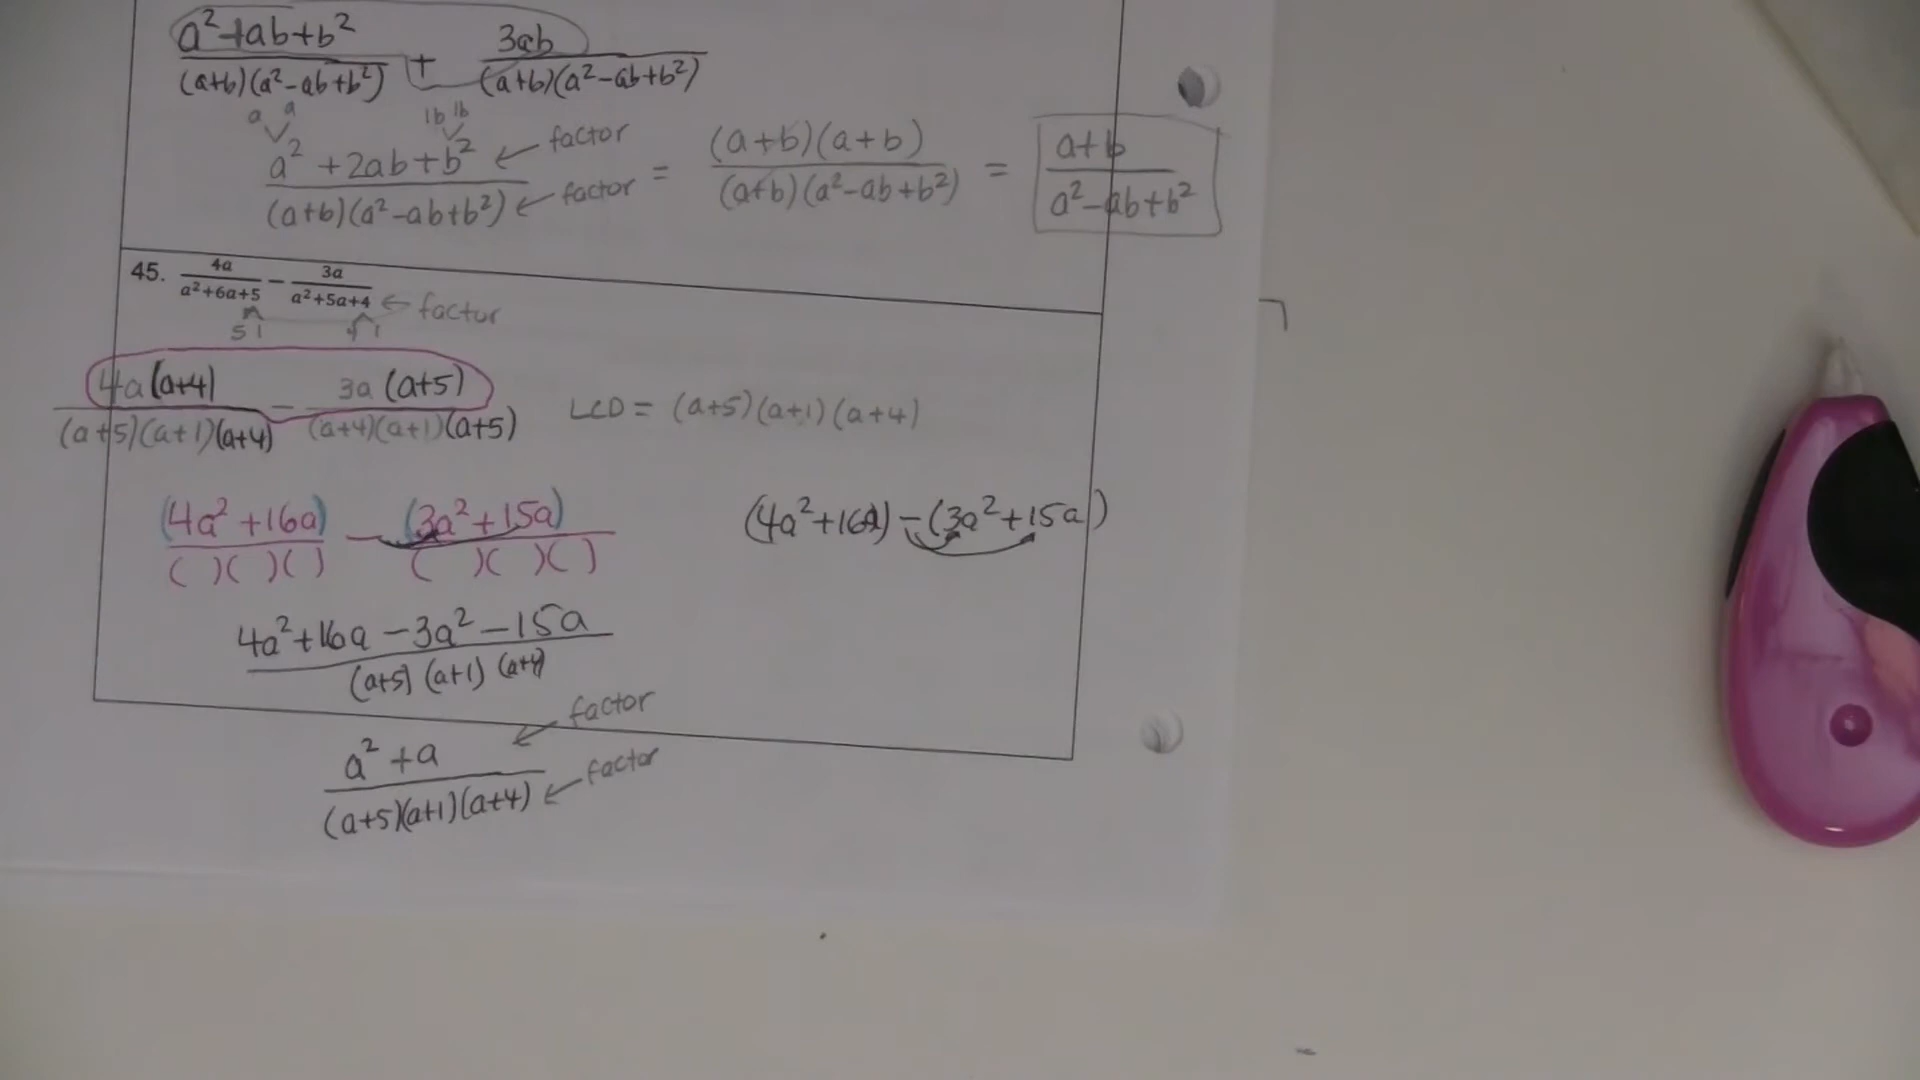 a²+ab+b² / (a+b)(a²-ab+b²) + 3ab / (a+b)(a²-ab+b²)
a a 1b 1b
a²+2ab+b² ← factor / (a+b)(a²-ab+b²) ← factor = (a+b)(a+b) / (a+b)(a²-ab+b²) = a+b / a²-ab+b²
45. 4a / a²+6a+5 - 3a / a²+5a+4 ← factor
5 1 4 1
4a(a+4) / (a+5)(a+1)(a+4) - 3a(a+5) / (a+4)(a+1)(a+5) LCD = (a+5)(a+1)(a+4)
(4a²+16a) / ( )( )( ) - (3a²+15a) / ( )( )( ) (4a²+16a)-(3a²+15a)
4a²+16a-3a²-15a / (a+5)(a+1)(a+4)
a²+a ← factor / (a+5)(a+1)(a+4) ← factor